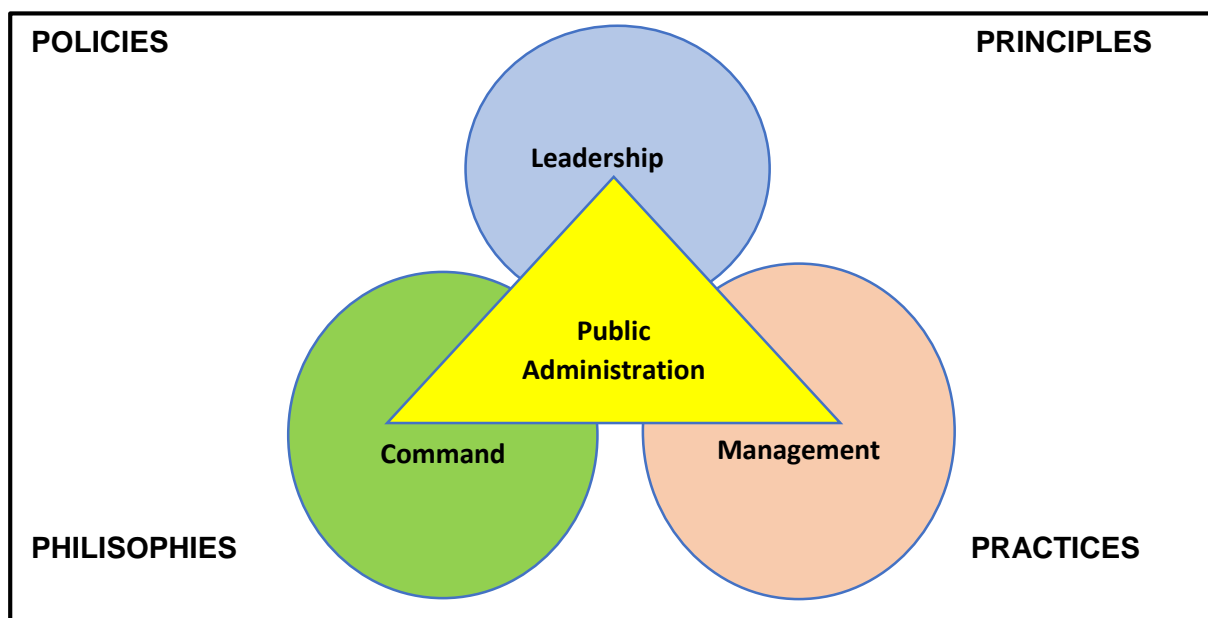 POLICIES
PRINCIPLES
Leadership
Public
Administration
Command
Management
PHILISOPHIES
PRACTICES